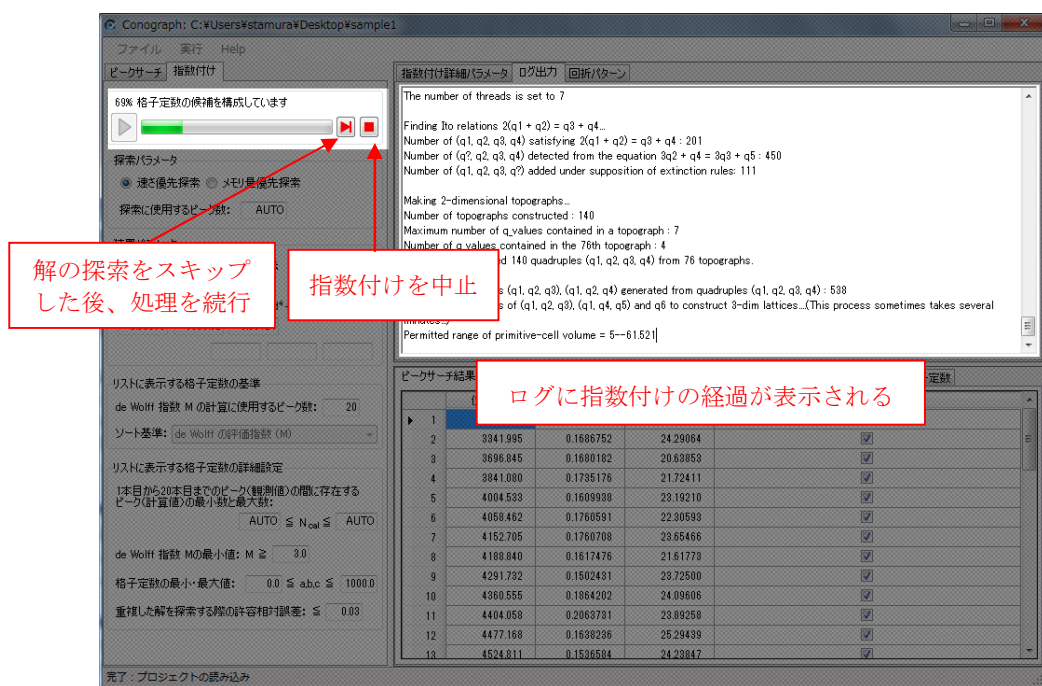 Conograph: C:¥Users¥stamura¥Desktop¥sample1
ファイル 実行 Help
ピークサーチ 指数付け
69% 格子定数の候補を構成しています
探索パラメータ
速さ優先探索 メモリ量優先探索
探索に使用するピーク数: AUTO
解の探索をスキップ
した後、処理を続行
指数付けを中止
リストに表示する格子定数の基準
de Wolff 指数 M の計算に使用するピーク数: 20
ソート基準: de Wolff の評価指数 (M)
リストに表示する格子定数の詳細設定
1本目から20本目までのピーク(観測値)の間に存在する
ピーク(計算値)の最小数と最大数:
AUTO ≦ Ncal ≦ AUTO
de Wolff 指数 Mの最小値: M ≧ 3.0
格子定数の最小・最大値: 0.0 ≦ a,b,c ≦ 1000.0
重複した解を探索する際の許容相対誤差: ≦ 0.03
指数付け詳細パラメータ ログ出力 回折パターン
The number of threads is set to 7
Finding Ito relations 2(q1 + q2) = q3 + q4...
Number of (q1, q2, q3, q4) satisfying 2(q1 + q2) = q3 + q4 : 201
Number of (q?, q2, q3, q4) detected from the equation 3q2 + q4 = 3q3 + q5 : 450
Number of (q1, q2, q3, q?) added under supposition of extinction rules: 111
Making 2-dimensional topographs...
Number of topographs constructed : 140
Maximum number of q_values contained in a topograph : 7
Number of q values contained in the 76th topograph : 4
140 quadruples (q1, q2, q3, q4) from 76 topographs.
(q1, q2, q3), (q1, q2, q4) generated from quadruples (q1, q2, q3, q4) : 538
s of (q1, q2, q3), (q1, q4, q5) and q6 to construct 3-dim lattices...(This process sometimes takes several
Permitted range of primitive-cell volume = 5--61.521
ピークサーチ結果
定数
ログに指数付けの経過が表示される
1
2 3341.995 0.1686752 24.29064
3 3696.845 0.1680182 20.63853
4 3841.080 0.1735176 21.72411
5 4004.533 0.1609938 23.19210
6 4058.462 0.1760591 22.30593
7 4152.705 0.1760708 23.65466
8 4188.840 0.1617476 21.61773
9 4291.732 0.1502431 23.72500
10 4360.555 0.1864202 24.09606
11 4404.058 0.2063731 23.89258
12 4477.168 0.1638236 25.29439
13 4524.811 0.1536584 24.23847
完了 : プロジェクトの読み込み